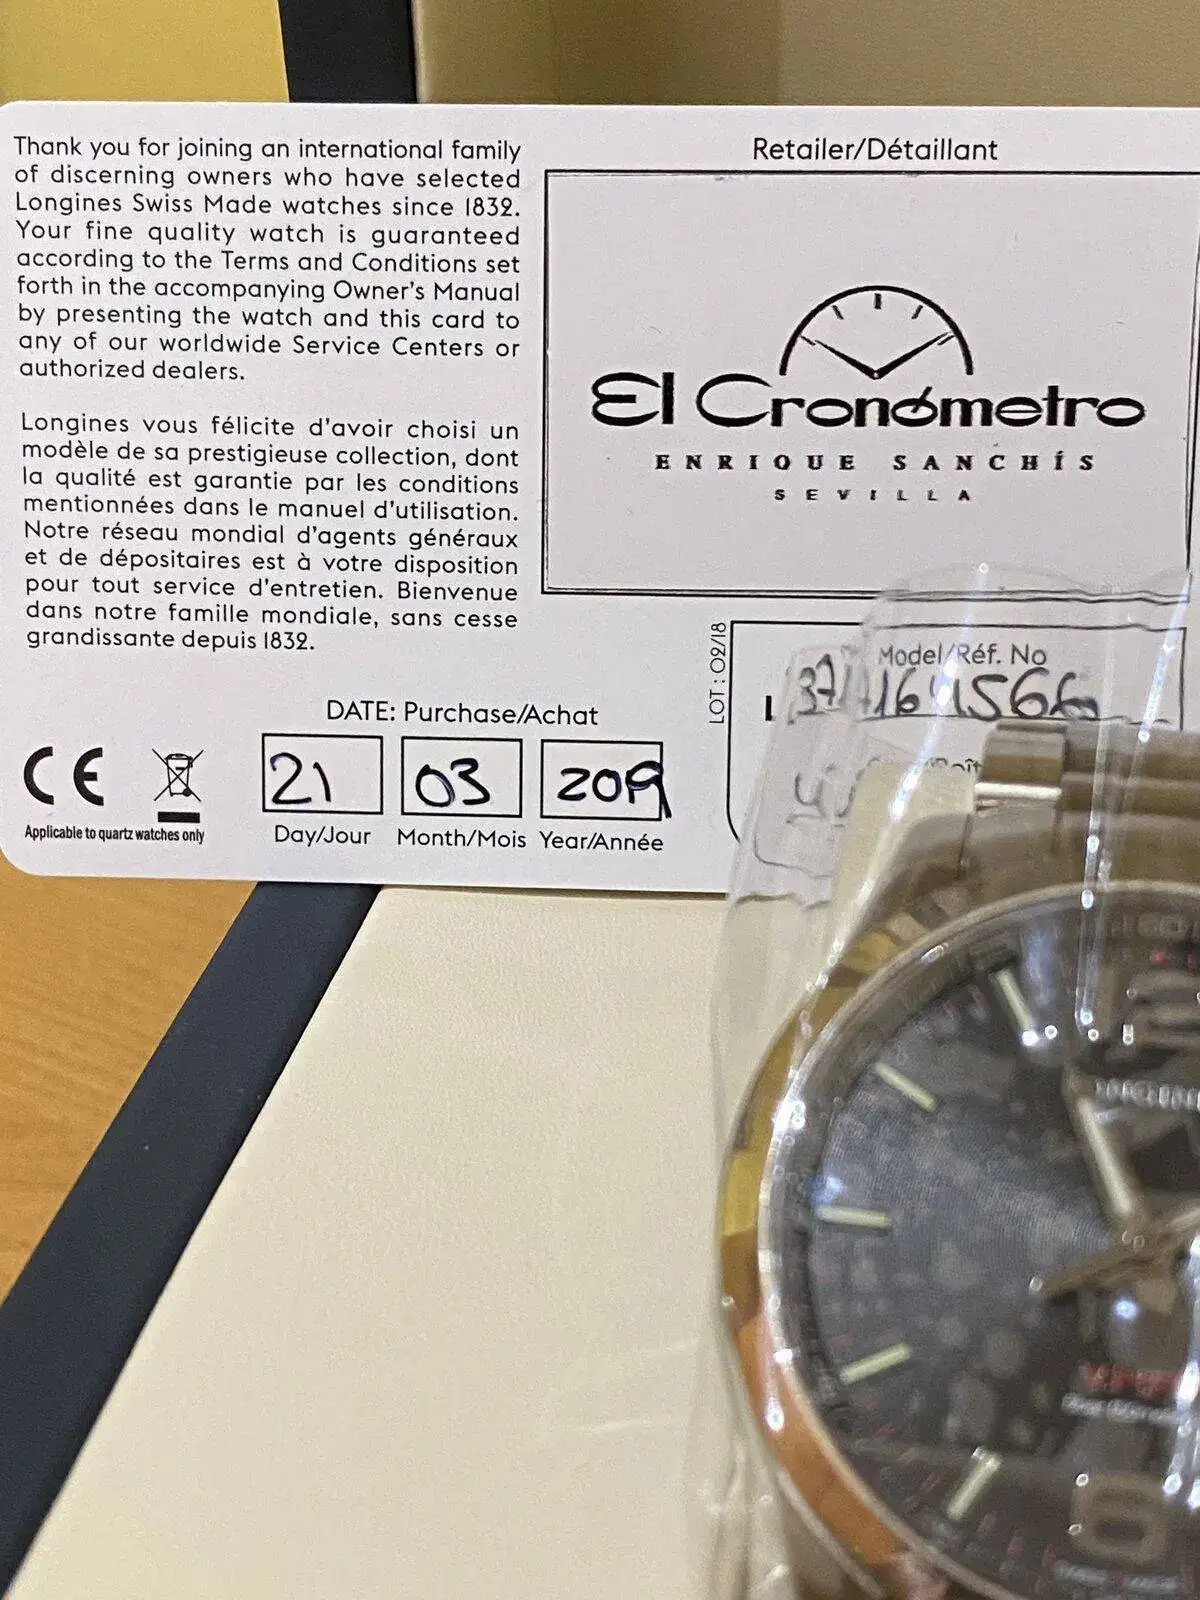 Thank you for joining an international family
of discerning owners who have selected
Longines Swiss Made watches since 1832.
Your fine quality watch is guaranteed
according to the Terms and Conditions set
forth in the accompanying Owner's Manual
by presenting the watch and this card to
any of our worldwide Service Centers or
authorized dealers.
Longines vous félicite d'avoir choisi un
modèle de sa prestigieuse collection, dont
la qualité est garantie par les conditions
mentionnées dans le manuel d'utilisation.
Notre réseau mondial d'agents généraux
et de dépositaires est à votre disposition
pour tout service d'entretien. Bienvenue
dans notre famille mondiale, sans cesse
grandissante depuis 1832.
DATE: Purchase/Achat
21 03 2019
Day/Jour Month/Mois Year/Année
CE
Applicable to quartz watches only
Retailer/Détaillant
El Cronómetro
ENRIQUE SANCHÍS
SEVILLA
LOT: 02/18
Model/Réf. No
L
12
6